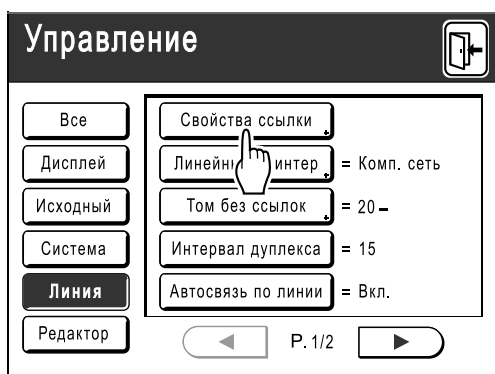 Управление
Все
Свойства ссылки
Дисплей
Линейн интер = Комп. сеть
Исходный
Том без ссылок = 20 –
Система
Интервал дуплекса = 15
Линия
Автосвязь по линии = Вкл.
Редактор
P. 1/2